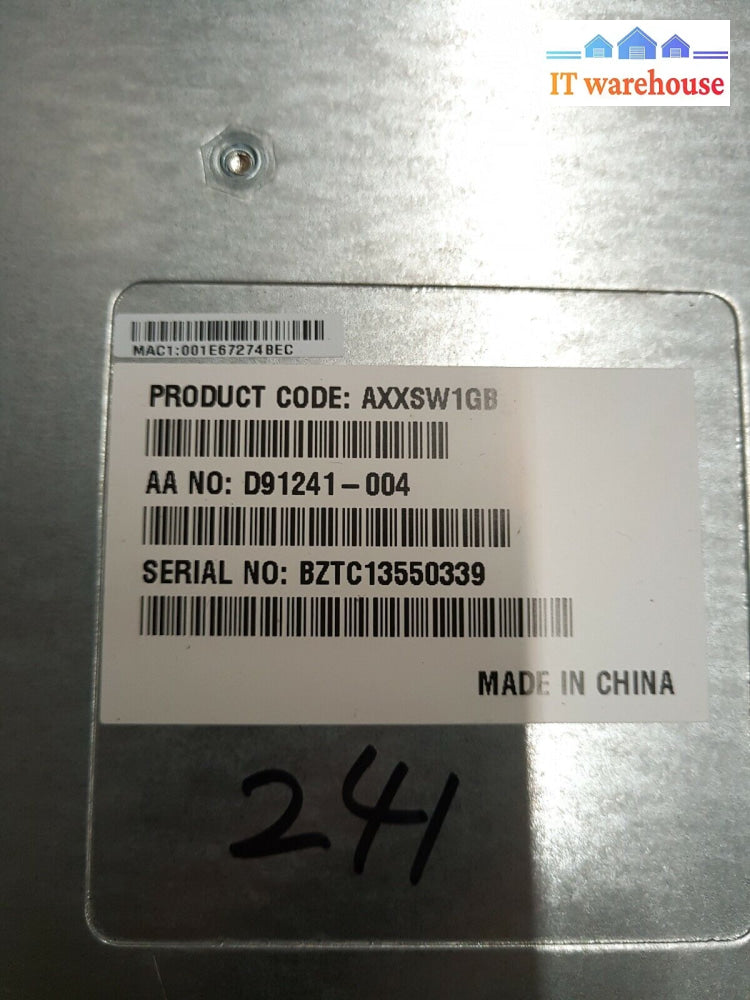 IT warehouse
MAC1:001E67274BEC
PRODUCT CODE: AXXSW1GB
AA NO: D91241-004
SERIAL NO: BZTC13550339
MADE IN CHINA
241